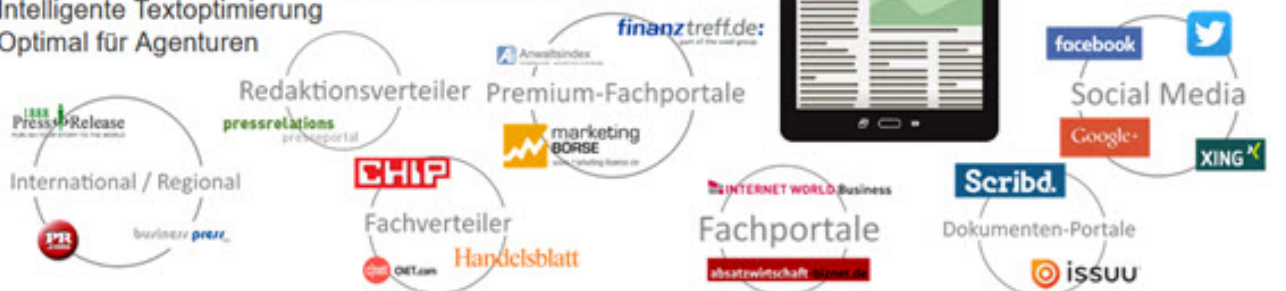 Intelligente Textoptimierung
Optimal für Agenturen
finanztreff.de:
Anwaltsindex
facebook
Redaktionsverteiler
Premium-Fachportale
Social Media
1888
PressRelease
pressrelations
presseportal
marketing
BÖRSE
Google+
XING
International / Regional
CHIP
INTERNET WORLD Business
Scribd.
Fachverteiler
Fachportale
Dokumenten-Portale
PR
business press
Handelsblatt
cnet
CNET.com
absatzwirtschaft-biznet.de
issuu